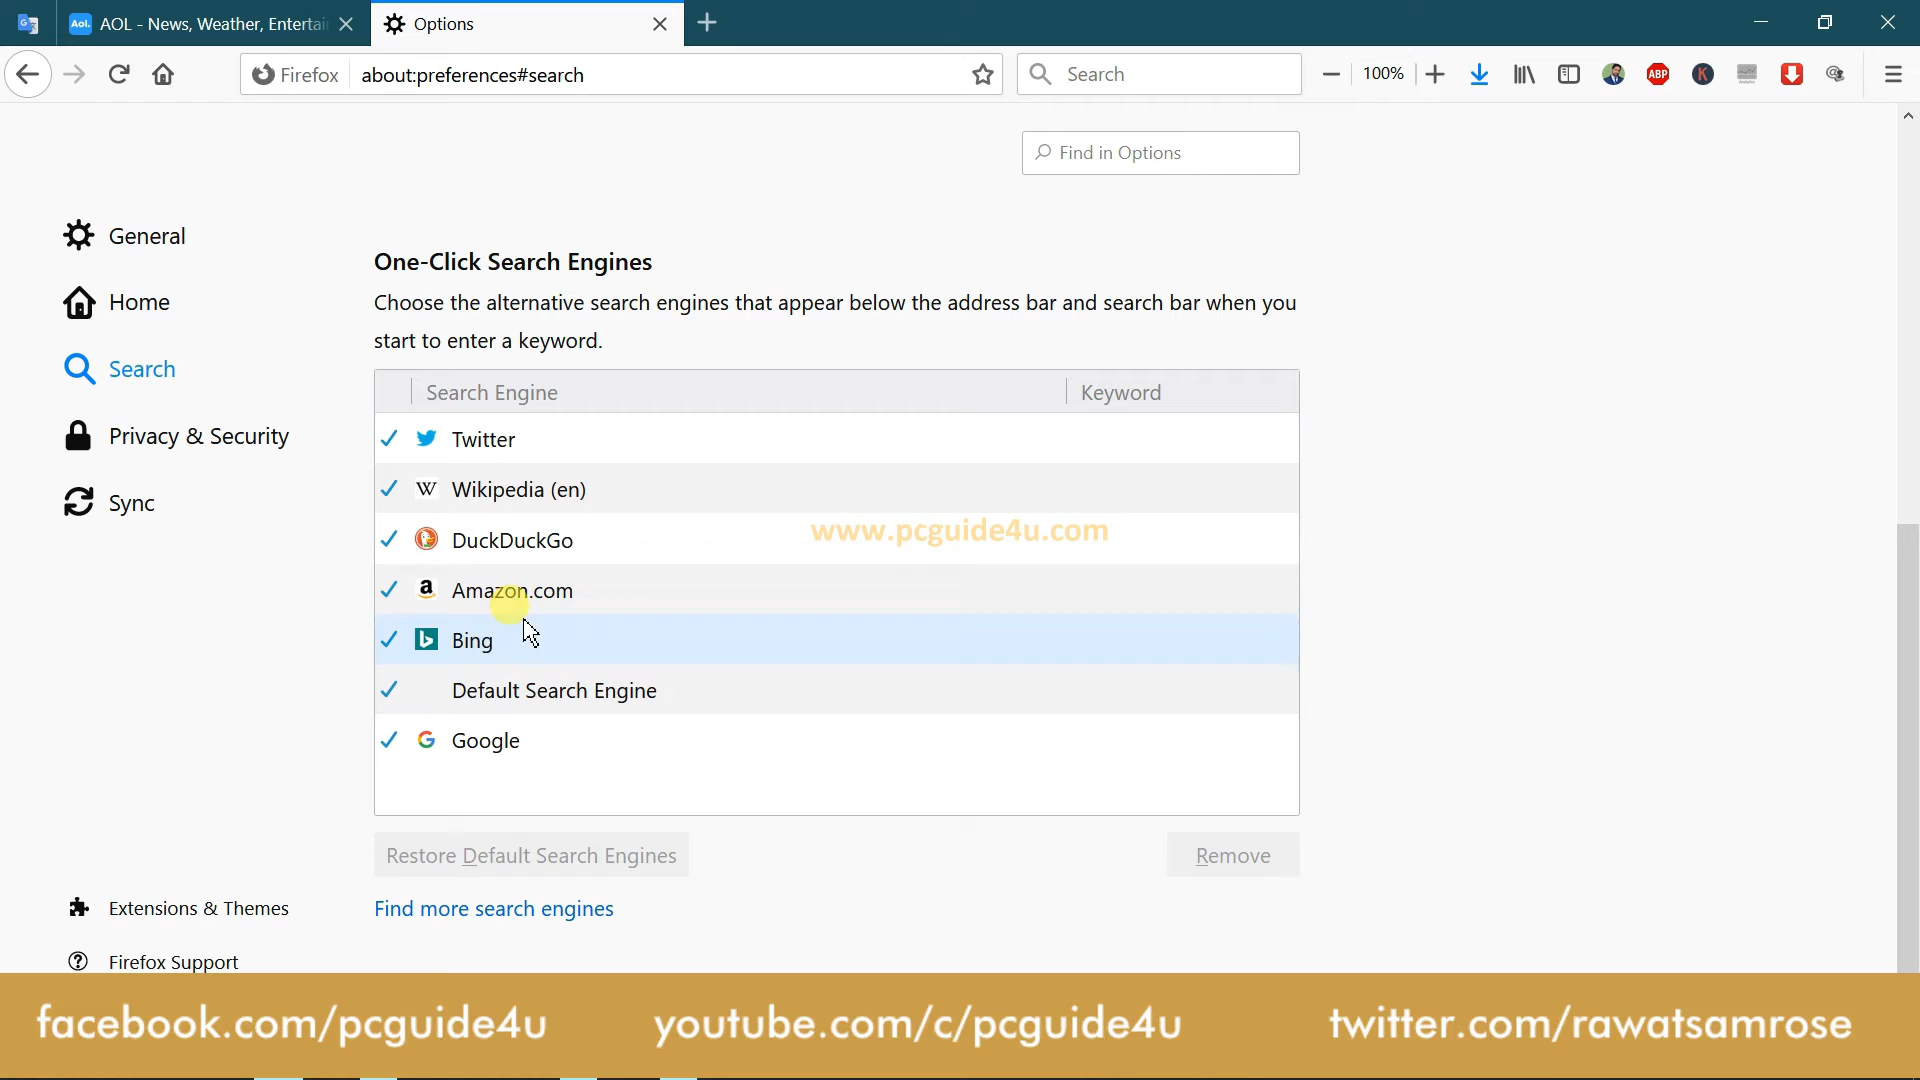 Aol. AOL - News, Weather, Entertai
Options
Firefox
about:preferences#search
Search
100%
ABP
K
Find in Options
General
Home
Search
Privacy & Security
Sync
Extensions & Themes
Firefox Support
One-Click Search Engines
Choose the alternative search engines that appear below the address bar and search bar when you
start to enter a keyword.
Search Engine
Keyword
Twitter
W Wikipedia (en)
DuckDuckGo
a Amazon.com
b Bing
Default Search Engine
G Google
www.pcguide4u.com
Restore Default Search Engines
Remove
Find more search engines
facebook.com/pcguide4u
youtube.com/c/pcguide4u
twitter.com/rawatsamrose